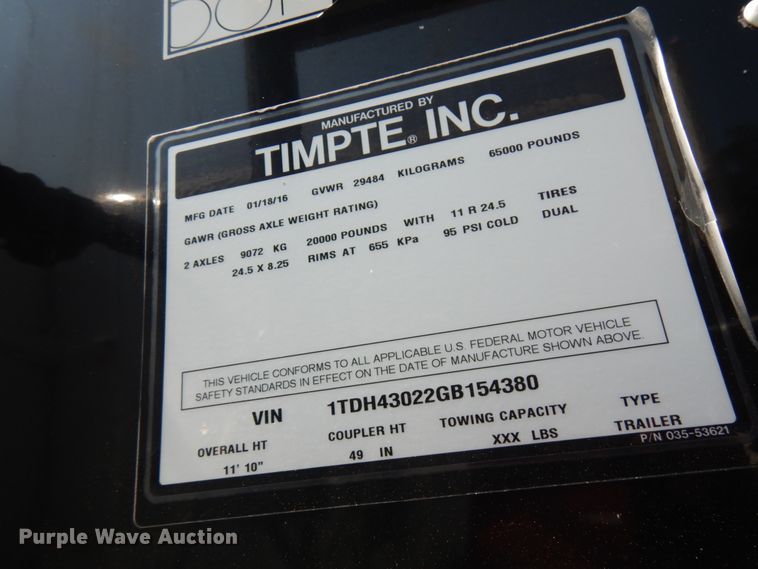 MANUFACTURED BY
TIMPTE® INC.
MFG DATE 01/18/16 GVWR 29484 KILOGRAMS 65000 POUNDS
GAWR (GROSS AXLE WEIGHT RATING)
2 AXLES 9072 KG 20000 POUNDS WITH 11 R 24.5 TIRES
24.5 X 8.25 RIMS AT 655 KPa 95 PSI COLD DUAL
THIS VEHICLE CONFORMS TO ALL APPLICABLE U.S. FEDERAL MOTOR VEHICLE
SAFETY STANDARDS IN EFFECT ON THE DATE OF MANUFACTURE SHOWN ABOVE.
VIN 1TDH43022GB154380
OVERALL HT COUPLER HT TOWING CAPACITY TYPE
11' 10" 49 IN XXX LBS TRAILER
P/N 035-53621
Purple Wave Auction